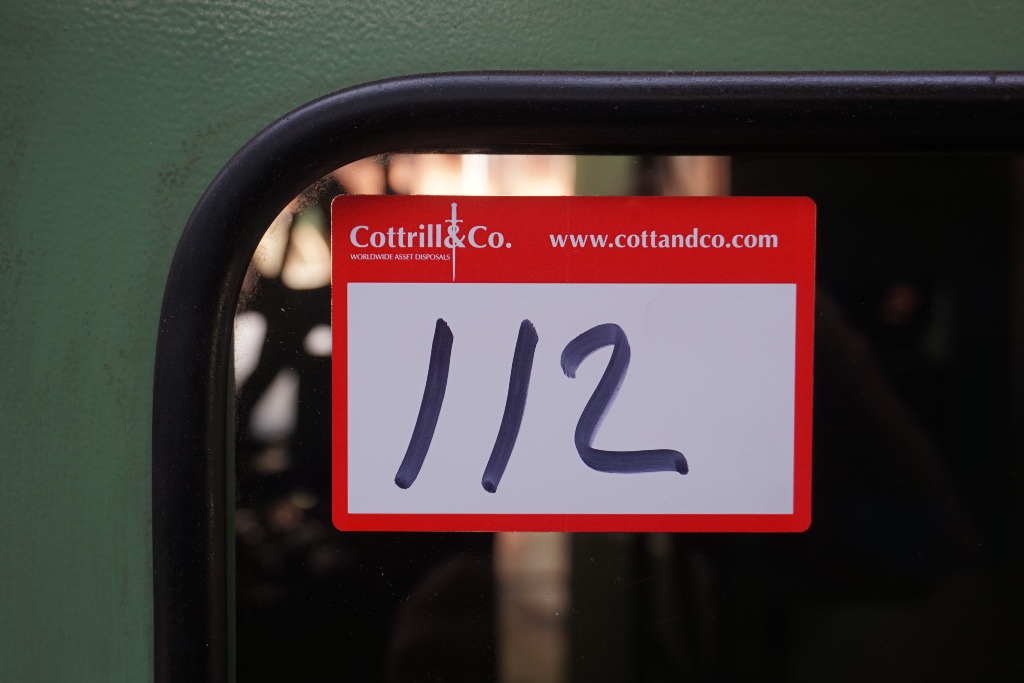 Cottrill&Co. www.cottandco.com
WORLDWIDE ASSET DISPOSALS
112